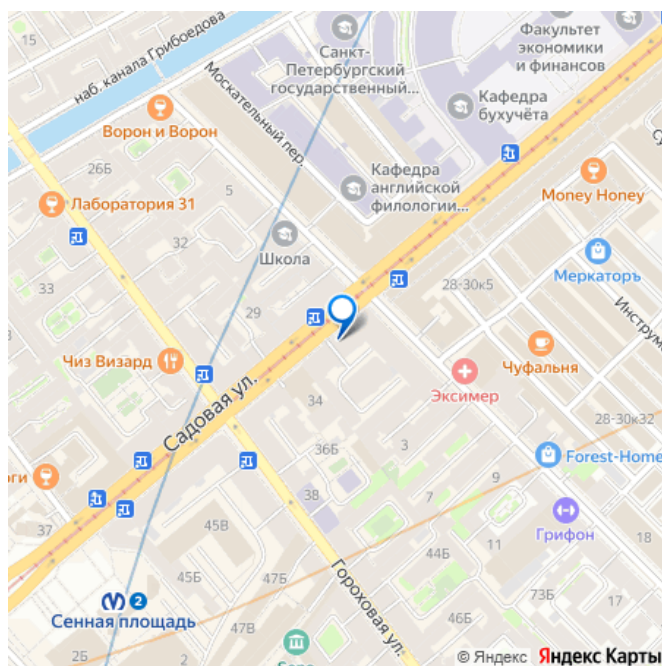 15
наб. канала Грибоедова
Санкт-
Петербургский
государственный...
Факультет
экономики
и финансов
Кафедра
бухучёта
Ворон и Ворон
Москательный пер.
26Б
5
Кафедра
английской
филологии...
Money Honey
Лаборатория 31
32
Школа
Меркаторъ
33
28-30к5
29
Чиз Визард
Чуфальня
Эксимер
Садовая ул.
34
28-30к32
36Б
3
Forest-Home
9
38
7
Грифон
37
45В
18
11
44Б
Гороховая ул.
45Б
47Б
73Б
17
2
Сенная площадь
46Б
47В
2Б
© Яндекс Яндекс Карты